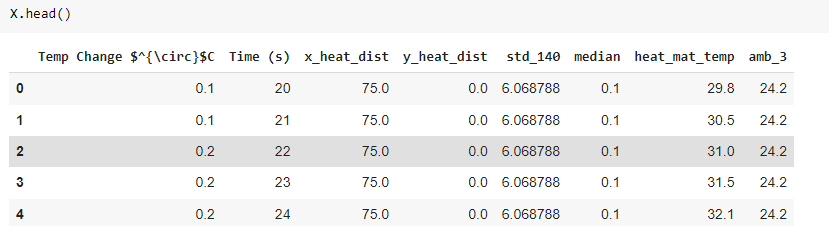 X.head()
Temp Change $^{\circ}$C Time (s) x_heat_dist y_heat_dist std_140 median heat_mat_temp amb_3
0 0.1 20 75.0 0.0 6.068788 0.1 29.8 24.2
1 0.1 21 75.0 0.0 6.068788 0.1 30.5 24.2
2 0.2 22 75.0 0.0 6.068788 0.1 31.0 24.2
3 0.2 23 75.0 0.0 6.068788 0.1 31.5 24.2
4 0.2 24 75.0 0.0 6.068788 0.1 32.1 24.2